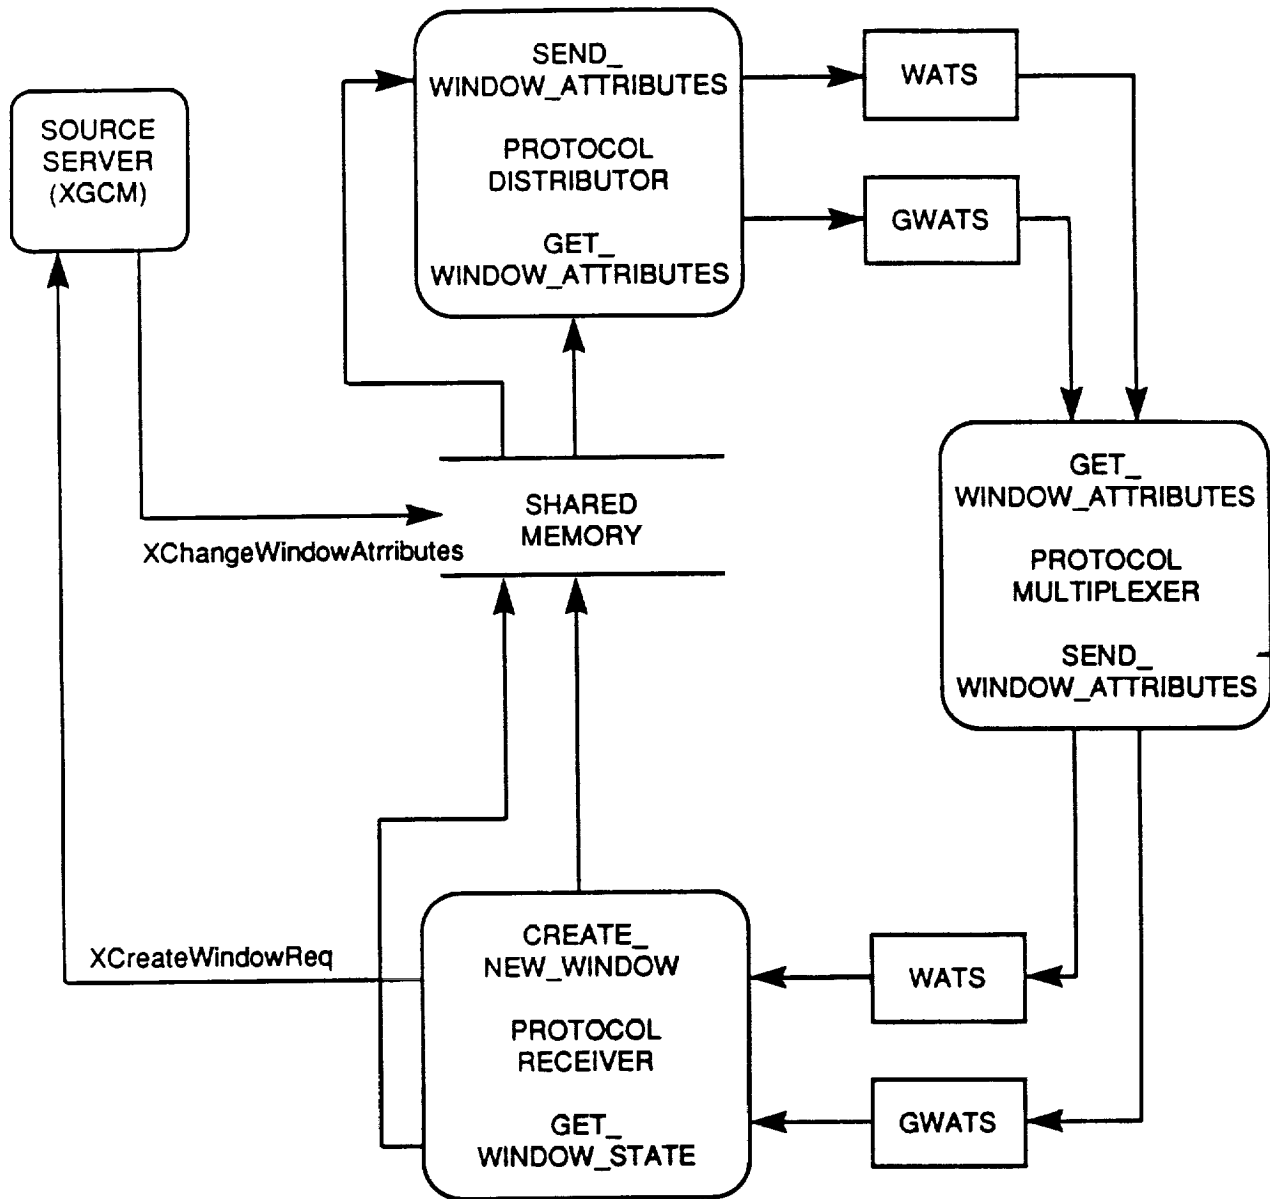 SEND_
WINDOW_ATTRIBUTES
PROTOCOL
DISTRIBUTOR
GET_
WINDOW_ATTRIBUTES
WATS
GWATS
SOURCE
SERVER
(XGCM)
SHARED
MEMORY
XChangeWindowAtrributes
GET_
WINDOW_ATTRIBUTES
PROTOCOL
MULTIPLEXER
SEND_
WINDOW_ATTRIBUTES
XCreateWindowReq
CREATE_
NEW_WINDOW
PROTOCOL
RECEIVER
GET_
WINDOW_STATE
WATS
GWATS